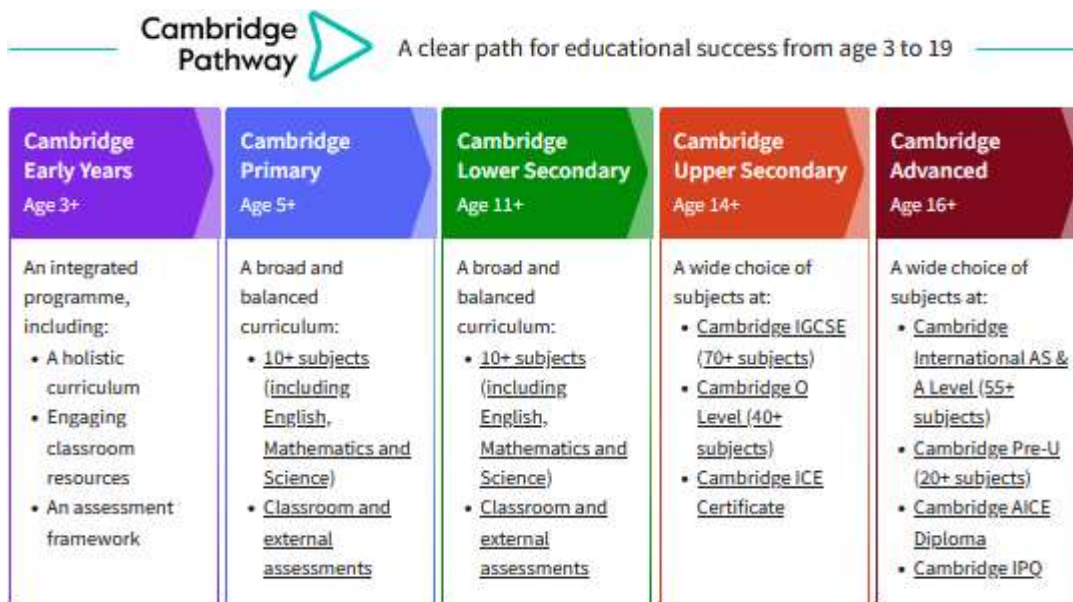 Cambridge
Pathway
A clear path for educational success from age 3 to 19
Cambridge
Early Years
Age 3+
An integrated
programme,
including:
• A holistic
curriculum
• Engaging
classroom
resources
• An assessment
framework
Cambridge
Primary
Age 5+
A broad and
balanced
curriculum:
• 10+ subjects
(including
English,
Mathematics and
Science)
• Classroom and
external
assessments
Cambridge
Lower Secondary
Age 11+
A broad and
balanced
curriculum:
• 10+ subjects
(including
English,
Mathematics and
Science)
• Classroom and
external
assessments
Cambridge
Upper Secondary
Age 14+
A wide choice of
subjects at:
• Cambridge IGCSE
(70+ subjects)
• Cambridge O
Level (40+
subjects)
• Cambridge ICE
Certificate
Cambridge
Advanced
Age 16+
A wide choice of
subjects at:
• Cambridge
International AS &
A Level (55+
subjects)
• Cambridge Pre-U
(20+ subjects)
• Cambridge AICE
Diploma
• Cambridge IPQ